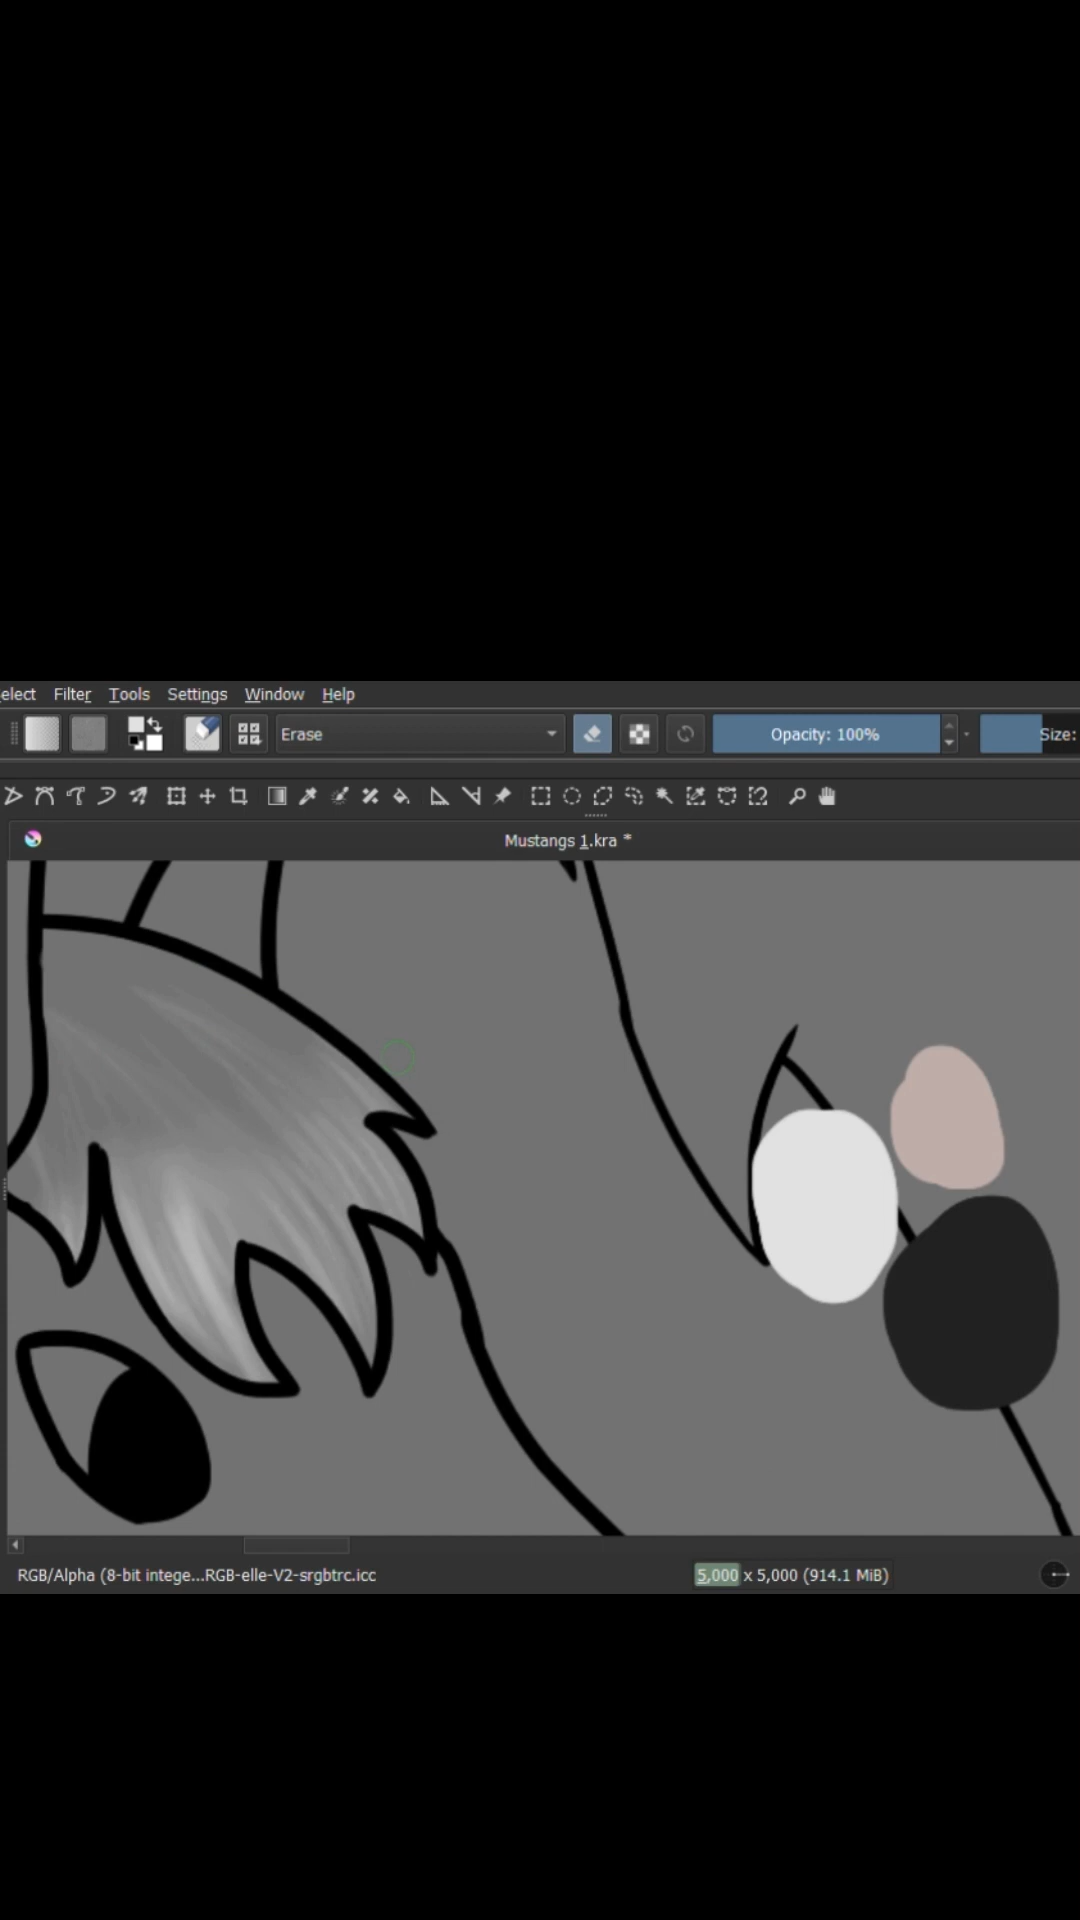 elect Filter Tools Settings Window Help
Erase Opacity: 100% Size:
Mustangs 1.kra *
RGB/Alpha (8-bit intege...RGB-elle-V2-srgbtrc.icc 5,000 x 5,000 (914.1 MiB)